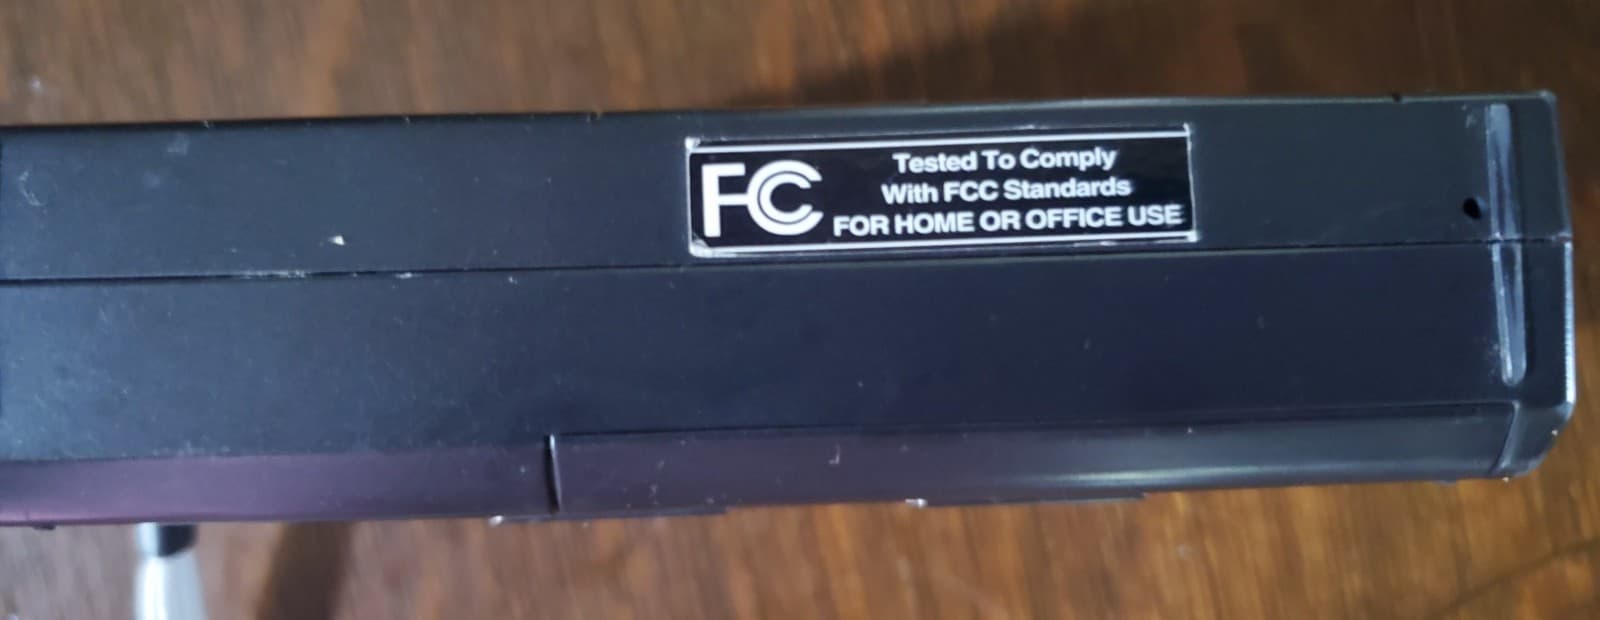 FC
Tested To Comply
With FCC Standards
FOR HOME OR OFFICE USE